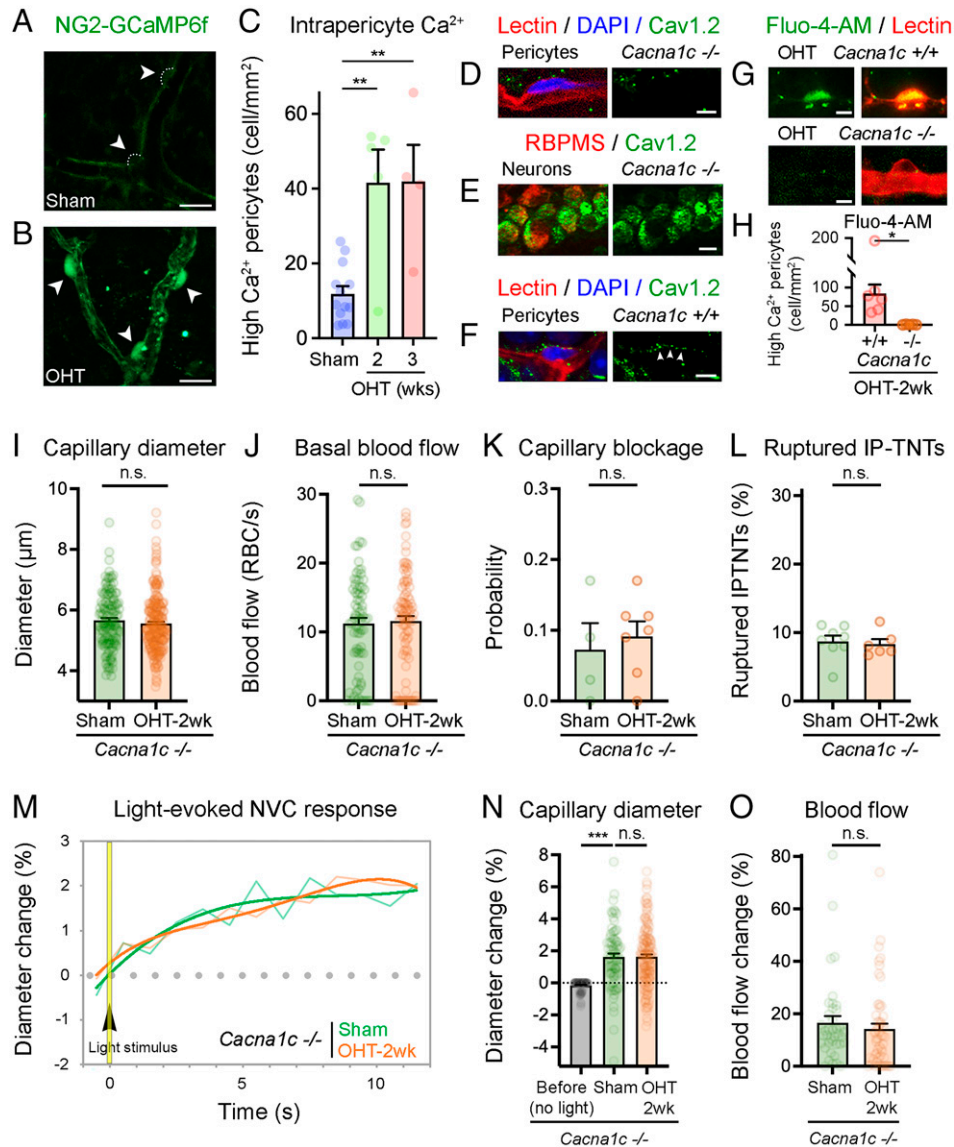 A NG2-GCaMP6f
Sham
B
OHT
C Intrapericyte Ca²⁺
High Ca²⁺ pericytes (cell/mm²)
60
40
20
0
**
**
Sham 2 3
OHT (wks)
Lectin / DAPI / Cav1.2
D Pericytes Cacna1c -/-
RBPMS / Cav1.2
E Neurons Cacna1c -/-
Lectin / DAPI / Cav1.2
F Pericytes Cacna1c +/+
Fluo-4-AM / Lectin
G OHT Cacna1c +/+
OHT Cacna1c -/-
H Fluo-4-AM
High Ca²⁺ pericytes
(cell/mm²)
200
100
50
0
*
+/+ -/-
Cacna1c
OHT-2wk
I Capillary diameter
n.s.
Diameter (µm)
10
8
6
4
Sham OHT-2wk
Cacna1c -/-
J Basal blood flow
n.s.
Blood flow (RBC/s)
30
20
10
0
Sham OHT-2wk
Cacna1c -/-
K Capillary blockage
n.s.
Probability
0.3
0.2
0.1
0.0
Sham OHT-2wk
Cacna1c -/-
L Ruptured IP-TNTs
n.s.
Ruptured IPTNTs (%)
30
20
10
0
Sham OHT-2wk
Cacna1c -/-
M Light-evoked NVC response
Diameter change (%)
3
2
1
0
-1
-2
Light stimulus
Cacna1c -/-
Sham
OHT-2wk
0 5 10
Time (s)
N Capillary diameter
*** n.s.
Diameter change (%)
8
6
4
2
0
-2
-4
Before Sham OHT
(no light) 2wk
Cacna1c -/-
O Blood flow
n.s.
Blood flow change (%)
80
60
40
20
0
Sham OHT
2wk
Cacna1c -/-